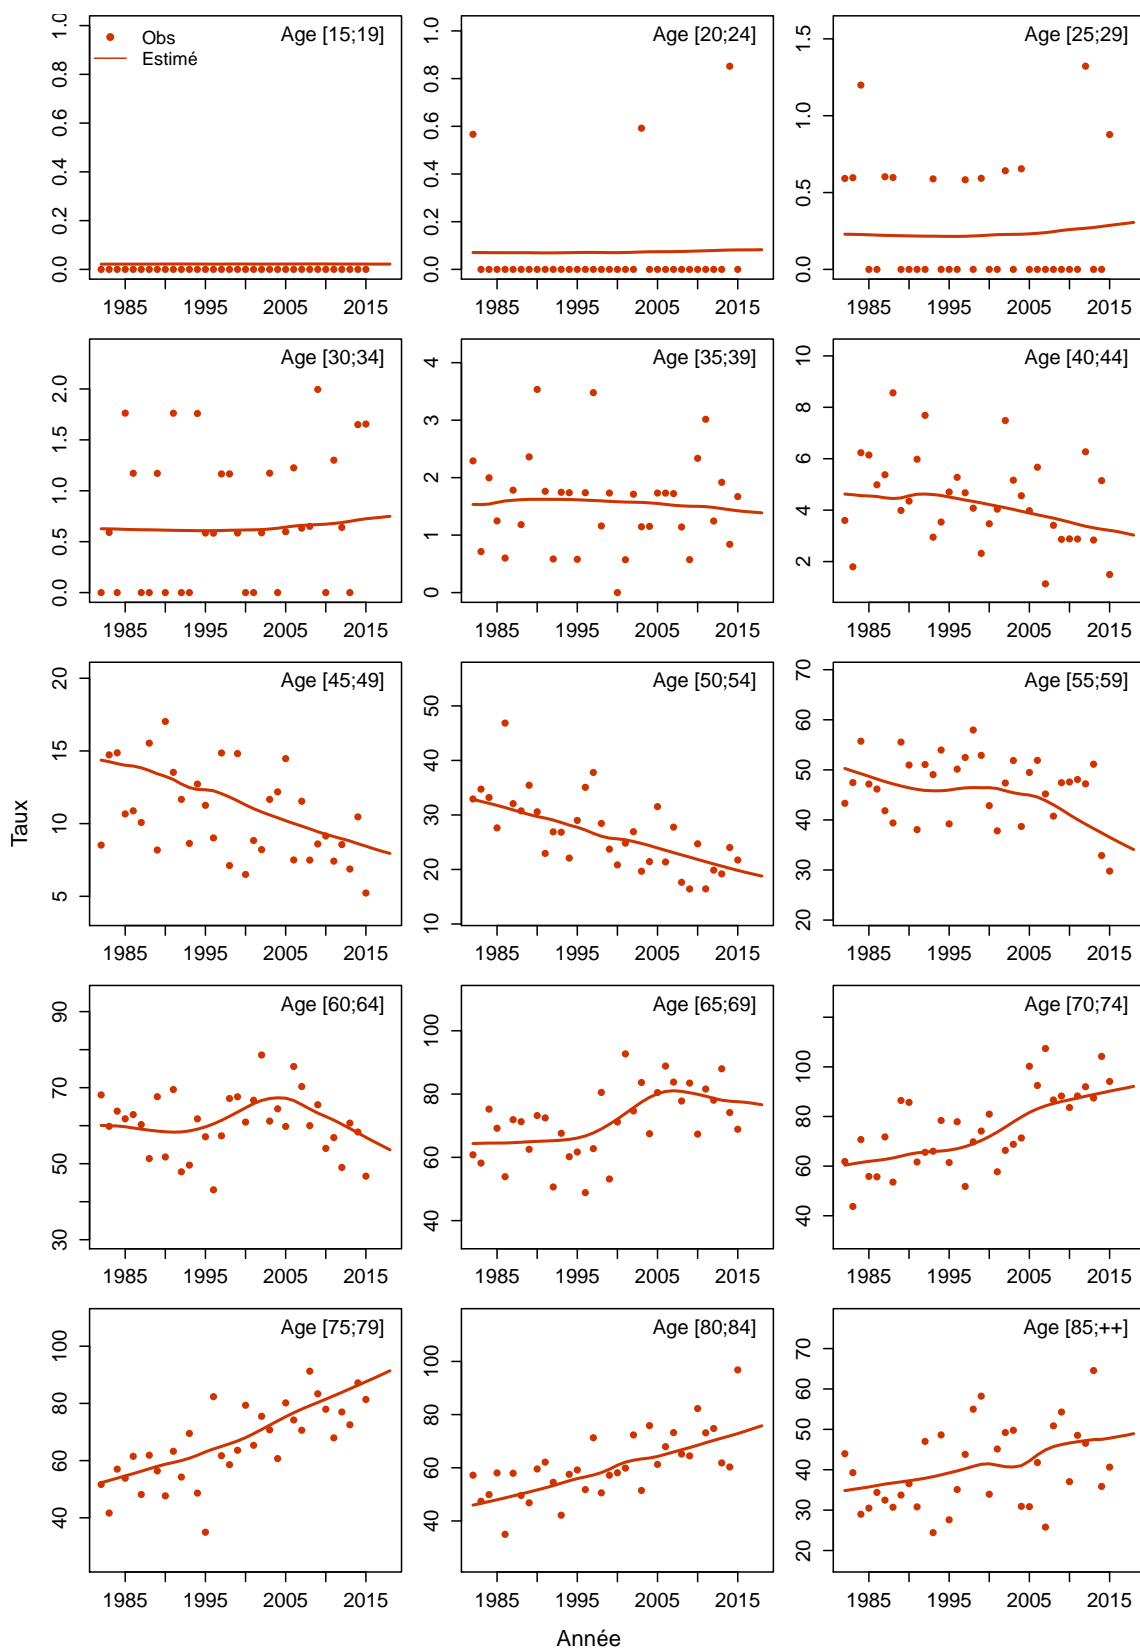 Obs
Estimé
Age [15;19]
0.0 0.2 0.4 0.6 0.8 1.0
1985 1995 2005 2015
Age [20;24]
0.0 0.2 0.4 0.6 0.8 1.0
1985 1995 2005 2015
Age [25;29]
0.0 0.5 1.0 1.5
1985 1995 2005 2015
Age [30;34]
0.0 0.5 1.0 1.5 2.0
1985 1995 2005 2015
Age [35;39]
0 1 2 3 4
1985 1995 2005 2015
Age [40;44]
2 4 6 8 10
1985 1995 2005 2015
Taux
Age [45;49]
5 10 15 20
1985 1995 2005 2015
Age [50;54]
10 20 30 40 50
1985 1995 2005 2015
Age [55;59]
20 30 40 50 60 70
1985 1995 2005 2015
Age [60;64]
30 50 70 90
1985 1995 2005 2015
Age [65;69]
40 60 80 100
1985 1995 2005 2015
Age [70;74]
40 60 80 100
1985 1995 2005 2015
Age [75;79]
40 60 80 100
1985 1995 2005 2015
Age [80;84]
40 60 80 100
1985 1995 2005 2015
Age [85;++]
20 30 40 50 60 70
1985 1995 2005 2015
Année